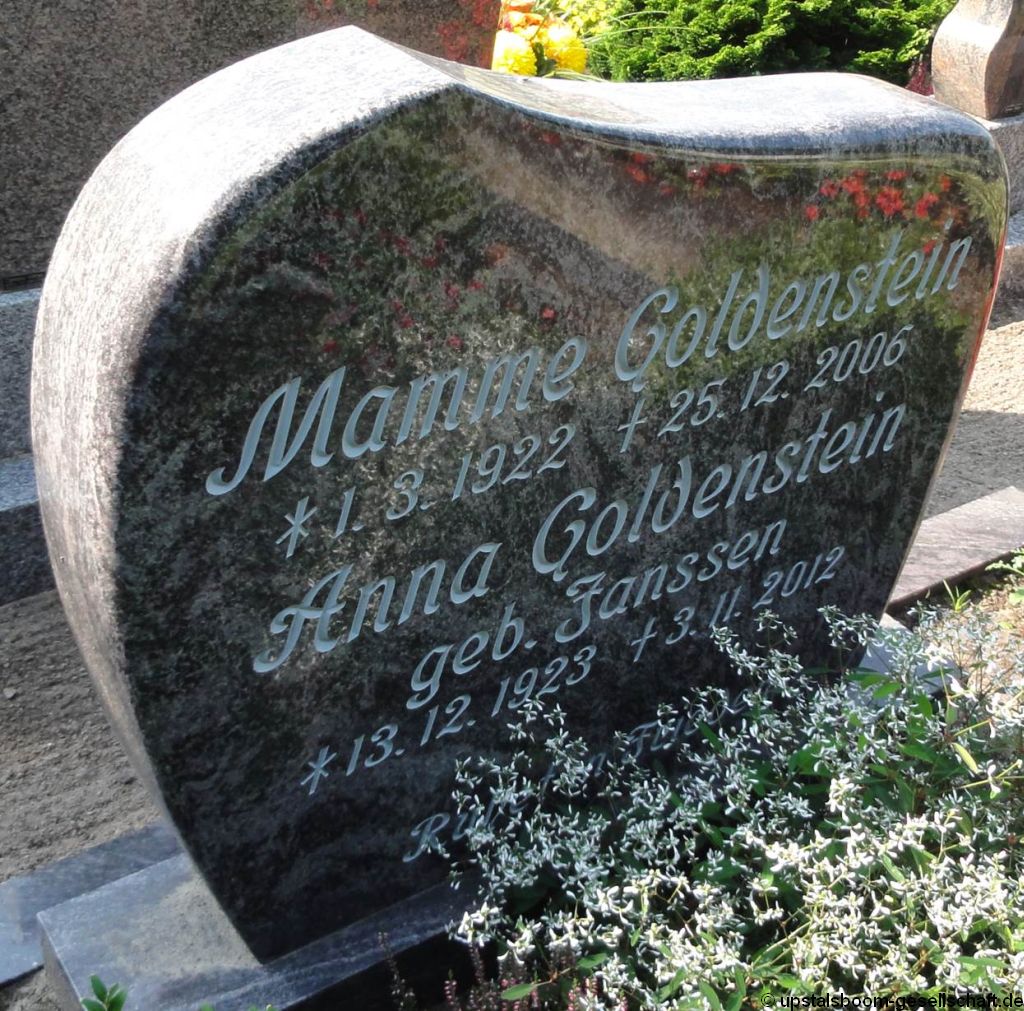 Mamme Goldenstein
* 1. 3. 1922 † 25. 12. 2006
Anna Goldenstein
geb. Janssen
* 13. 12. 1923 † 3. 11. 2012
© upstalsboom-gesellschaft.de